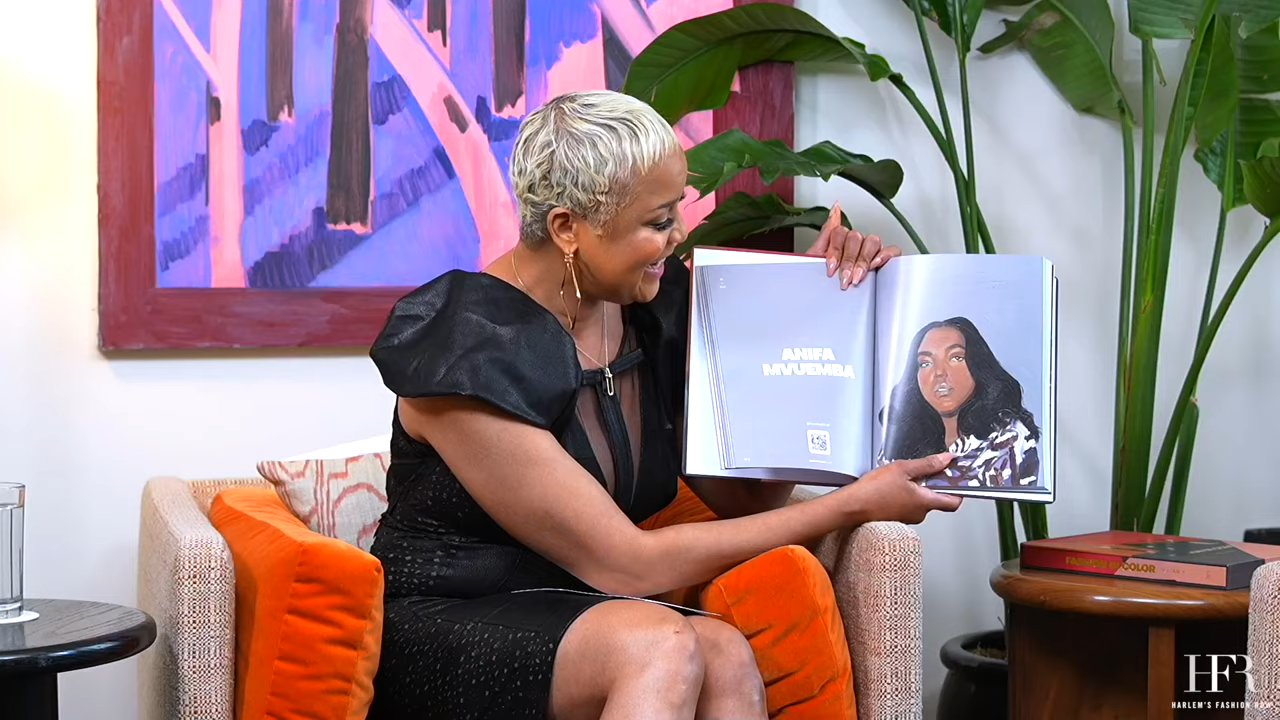 ANIFA
MVUEMBA
FASHION IN COLOR
HFR
HARLEM'S FASHION ROW